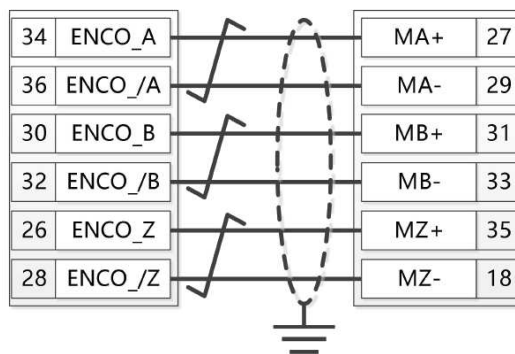 34 ENCO_A MA+ 27
36 ENCO_/A MA- 29
30 ENCO_B MB+ 31
32 ENCO_/B MB- 33
26 ENCO_Z MZ+ 35
28 ENCO_/Z MZ- 18